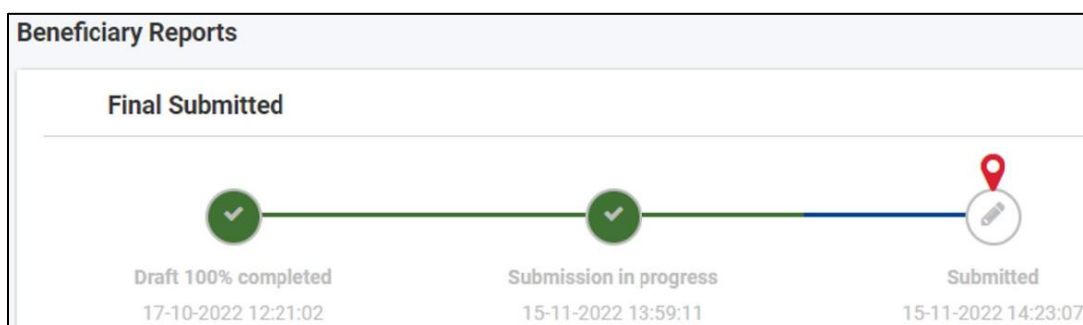 Beneficiary Reports
Final Submitted
Draft 100% completed
Submission in progress
Submitted
17-10-2022 12:21:02
15-11-2022 13:59:11
15-11-2022 14:23:07